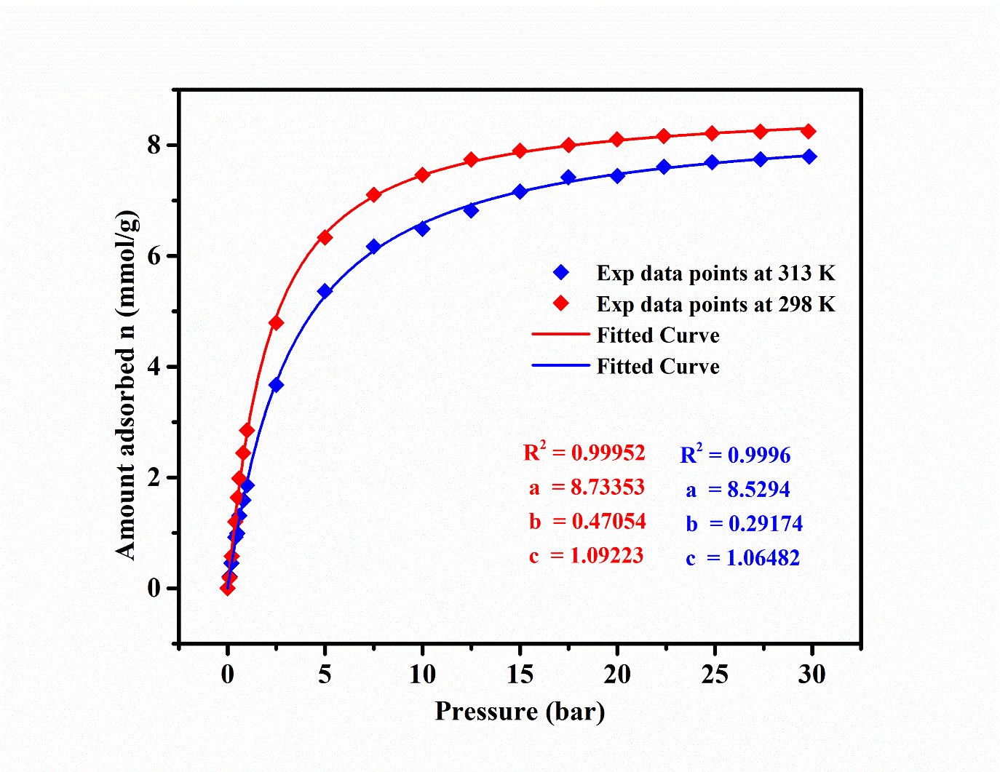 Amount adsorbed n (mmol/g)
8
6
4
2
0
Exp data points at 313 K
Exp data points at 298 K
Fitted Curve
Fitted Curve
R² = 0.99952
a = 8.73353
b = 0.47054
c = 1.09223
R² = 0.9996
a = 8.5294
b = 0.29174
c = 1.06482
0 5 10 15 20 25 30
Pressure (bar)